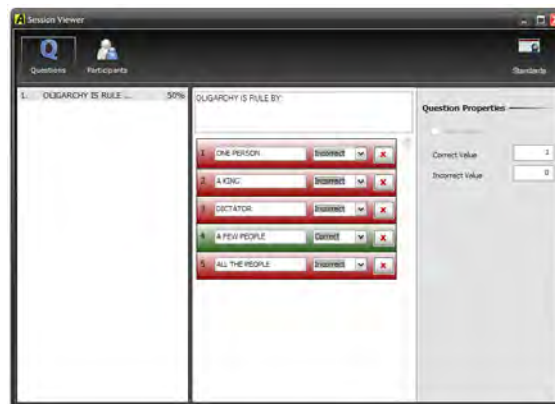 Session Viewer
Questions
Participants
Standards
1. OLIGARCHY IS RULE ... 50%
OLIGARCHY IS RULE BY:
1 ONE PERSON Incorrect
2 A KING Incorrect
3 DICTATOR Incorrect
4 A FEW PEOPLE Correct
5 ALL THE PEOPLE Incorrect
Question Properties
Correct Value 1
Incorrect Value 0